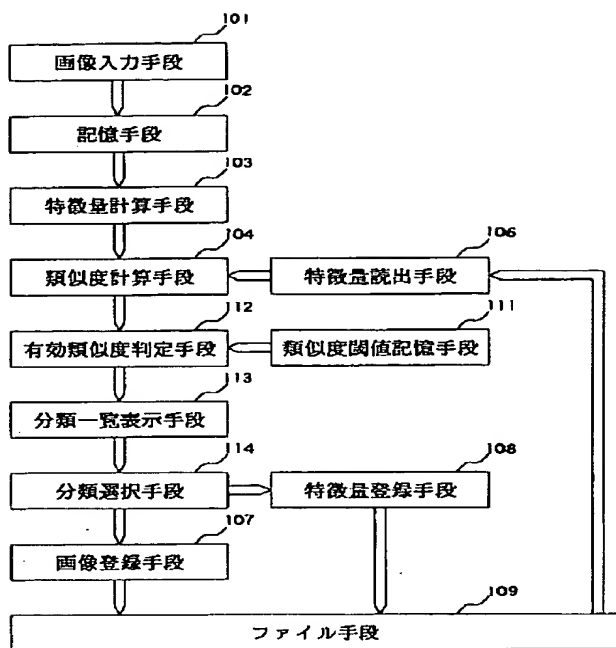 101
画像入力手段
102
記憶手段
103
特徴量計算手段
104
類似度計算手段
106
特徴量読出手段
112
有効類似度判定手段
111
類似度閾値記憶手段
113
分類一覧表示手段
114
分類選択手段
108
特徴量登録手段
107
画像登録手段
109
ファイル手段